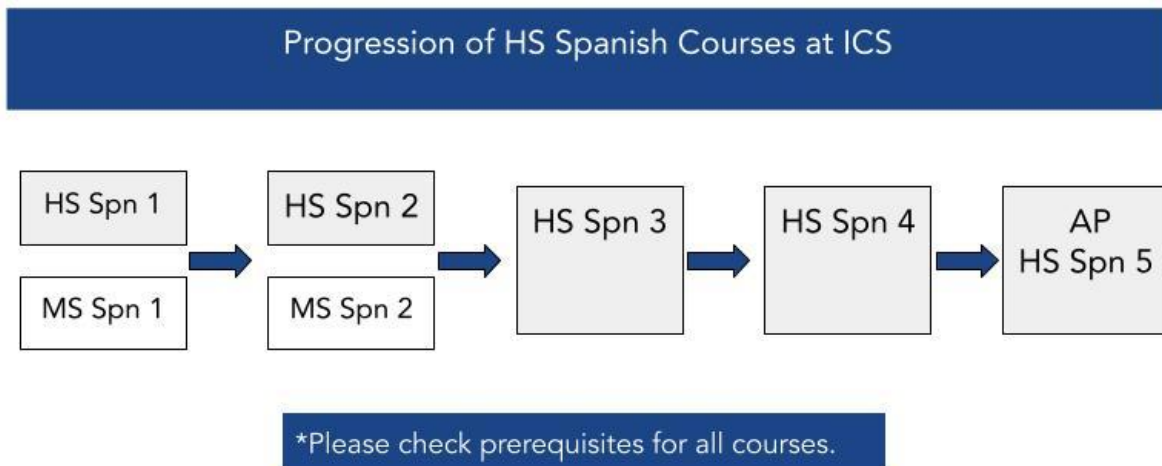 Progression of HS Spanish Courses at ICS
HS Spn 1
MS Spn 1
HS Spn 2
MS Spn 2
HS Spn 3
HS Spn 4
AP
HS Spn 5
*Please check prerequisites for all courses.